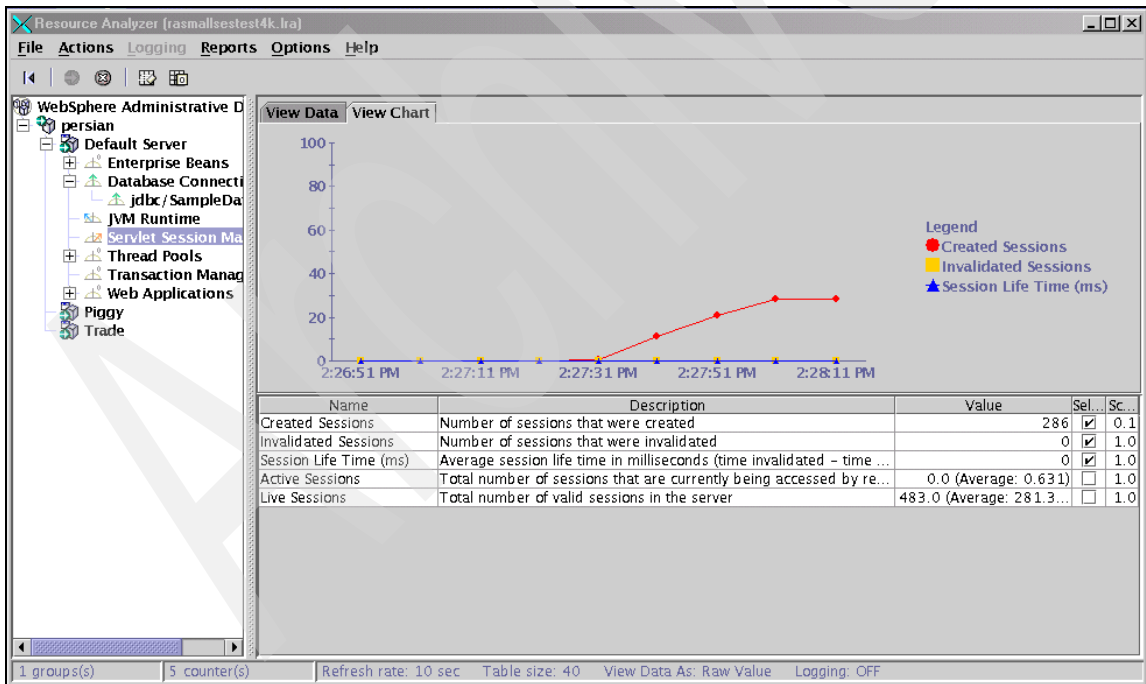 Resource Analyzer (rasmallsestest4k.lra)
File Actions Logging Reports Options Help
WebSphere Administrative D
persian
Default Server
Enterprise Beans
Database Connecti
jdbc/SampleDa
JVM Runtime
Servlet Session Ma
Thread Pools
Transaction Manag
Web Applications
Piggy
Trade
View Data View Chart
100
80
60
40
20
0
2:26:51 PM 2:27:11 PM 2:27:31 PM 2:27:51 PM 2:28:11 PM
Legend
Created Sessions
Invalidated Sessions
Session Life Time (ms)
Name Description Value Sel... Sc...
Created Sessions Number of sessions that were created 286 0.1
Invalidated Sessions Number of sessions that were invalidated 0 1.0
Session Life Time (ms) Average session life time in milliseconds (time invalidated - time ... 0 1.0
Active Sessions Total number of sessions that are currently being accessed by re... 0.0 (Average: 0.631) 1.0
Live Sessions Total number of valid sessions in the server 483.0 (Average: 281.3... 1.0
1 groups(s) 5 counter(s) Refresh rate: 10 sec Table size: 40 View Data As: Raw Value Logging: OFF